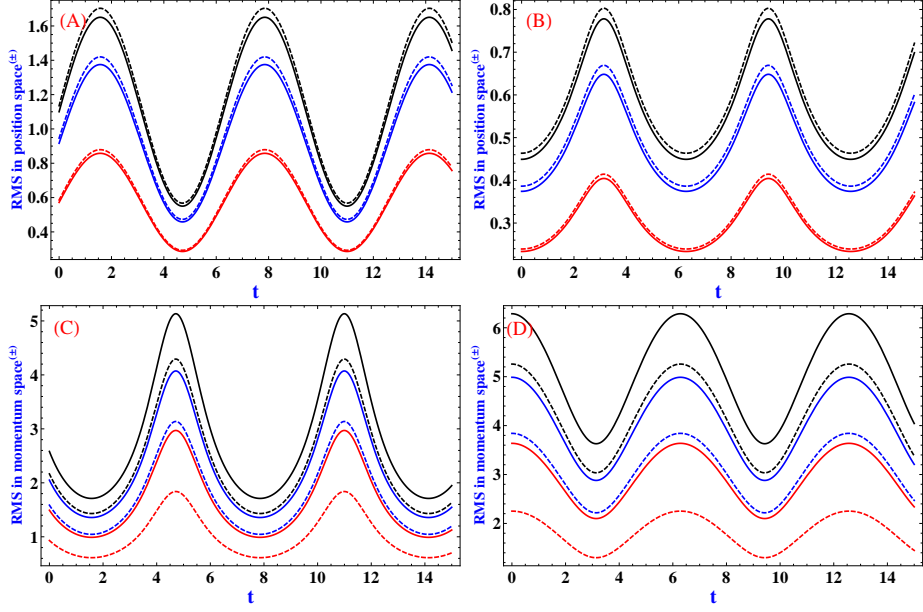 (A)
RMS in position space(±)
1.6
1.4
1.2
1.0
0.8
0.6
0.4
0 2 4 6 8 10 12 14
t
(B)
RMS in position space(±)
0.8
0.7
0.6
0.5
0.4
0.3
0 2 4 6 8 10 12 14
t
(C)
RMS in momentum space(±)
5
4
3
2
1
0 2 4 6 8 10 12 14
t
(D)
RMS in momentum space(±)
6
5
4
3
2
0 2 4 6 8 10 12 14
t